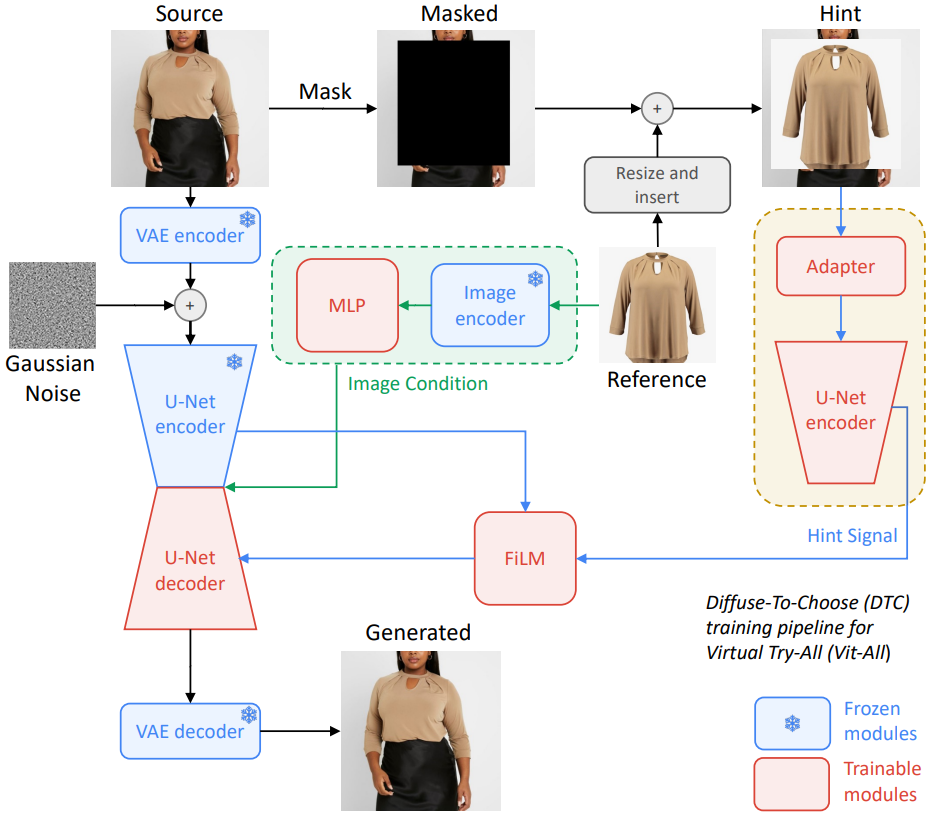 Source
Masked
Hint
Mask
+
Resize and
insert
VAE encoder
MLP
Image
encoder
Adapter
+
Gaussian
Noise
Image Condition
Reference
U-Net
encoder
U-Net
encoder
Hint Signal
U-Net
decoder
FiLM
Diffuse-To-Choose (DTC)
training pipeline for
Virtual Try-All (Vit-All)
Generated
VAE decoder
Frozen
modules
Trainable
modules